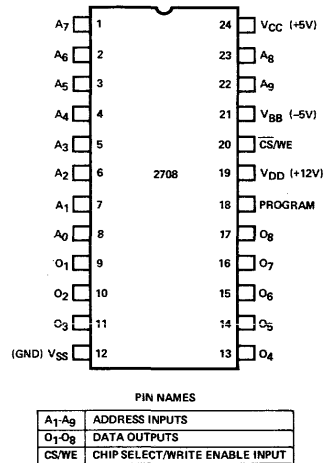 A7 1 24 VCC (+5V)
A6 2 23 A8
A5 3 22 A9
A4 4 21 VBB (-5V)
A3 5 20 CS/WE
A2 6 2708 19 VDD (+12V)
A1 7 18 PROGRAM
A0 8 17 O8
O1 9 16 O7
O2 10 15 O6
O3 11 14 O5
(GND) VSS 12 13 O4
PIN NAMES
A1-A9 ADDRESS INPUTS
O1-O8 DATA OUTPUTS
CS/WE CHIP SELECT/WRITE ENABLE INPUT